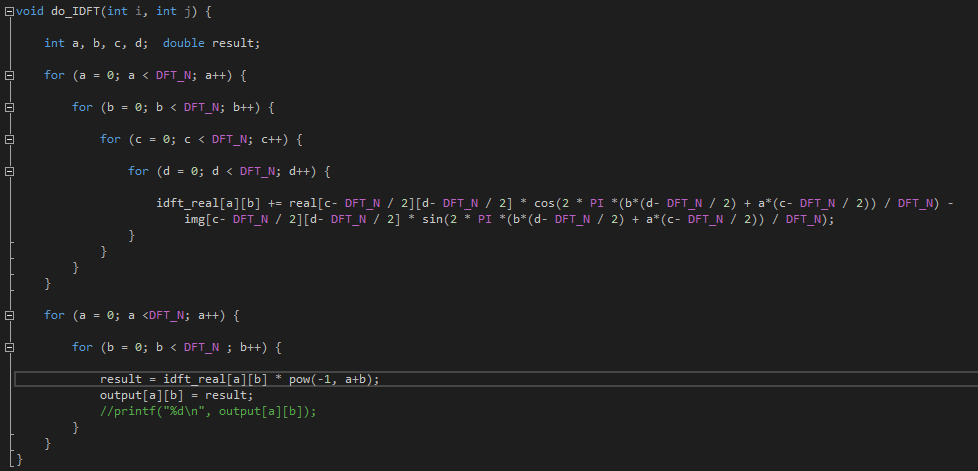 void do_IDFT(int i, int j) {
int a, b, c, d;  double result;
for (a = 0; a < DFT_N; a++) {
for (b = 0; b < DFT_N; b++) {
for (c = 0; c < DFT_N; c++) {
for (d = 0; d < DFT_N; d++) {
idft_real[a][b] += real[c- DFT_N / 2][d- DFT_N / 2] * cos(2 * PI *(b*(d- DFT_N / 2) + a*(c- DFT_N / 2)) / DFT_N) -
img[c- DFT_N / 2][d- DFT_N / 2] * sin(2 * PI *(b*(d- DFT_N / 2) + a*(c- DFT_N / 2)) / DFT_N);
}
}
}
}
for (a = 0; a <DFT_N; a++) {
for (b = 0; b < DFT_N ; b++) {
result = idft_real[a][b] * pow(-1, a+b);
output[a][b] = result;
//printf("%d\n", output[a][b]);
}
}
}